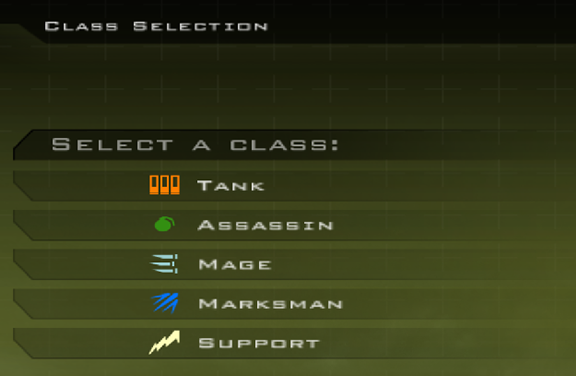 Class Selection
Select a class:
Tank
Assassin
Mage
Marksman
Support